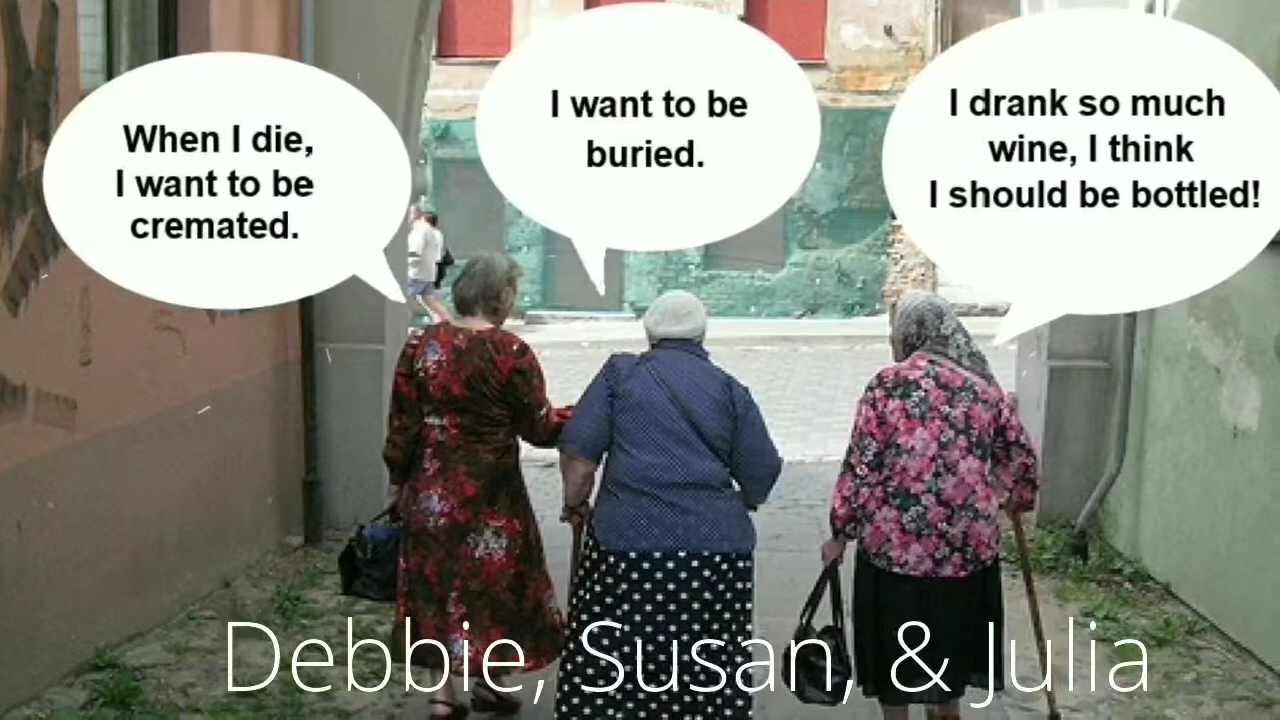 When I die,
I want to be
cremated.
I want to be
buried.
I drank so much
wine, I think
I should be bottled!
Debbie, Susan, & Julia